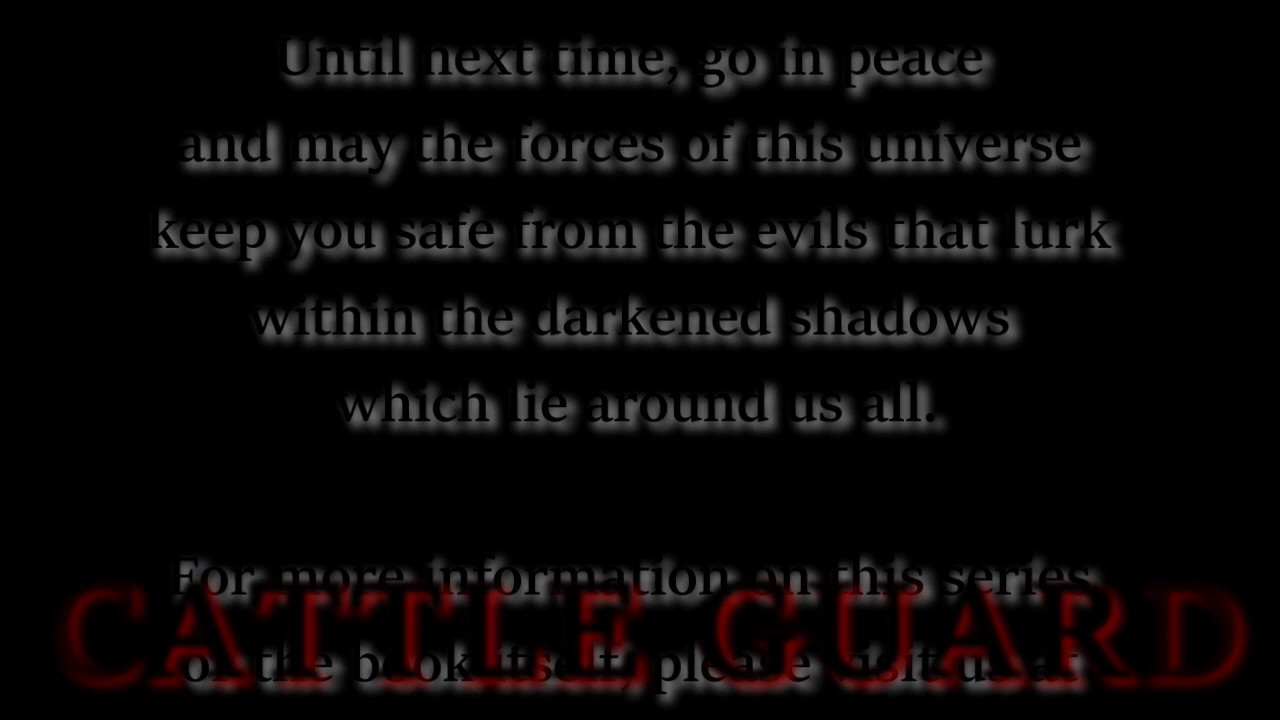 Until next time, go in peace
and may the forces of this universe
keep you safe from the evils that lurk
within the darkened shadows
which lie around us all.
For more information on this series
CATTLE GUARD
or the book itself, please visit us at